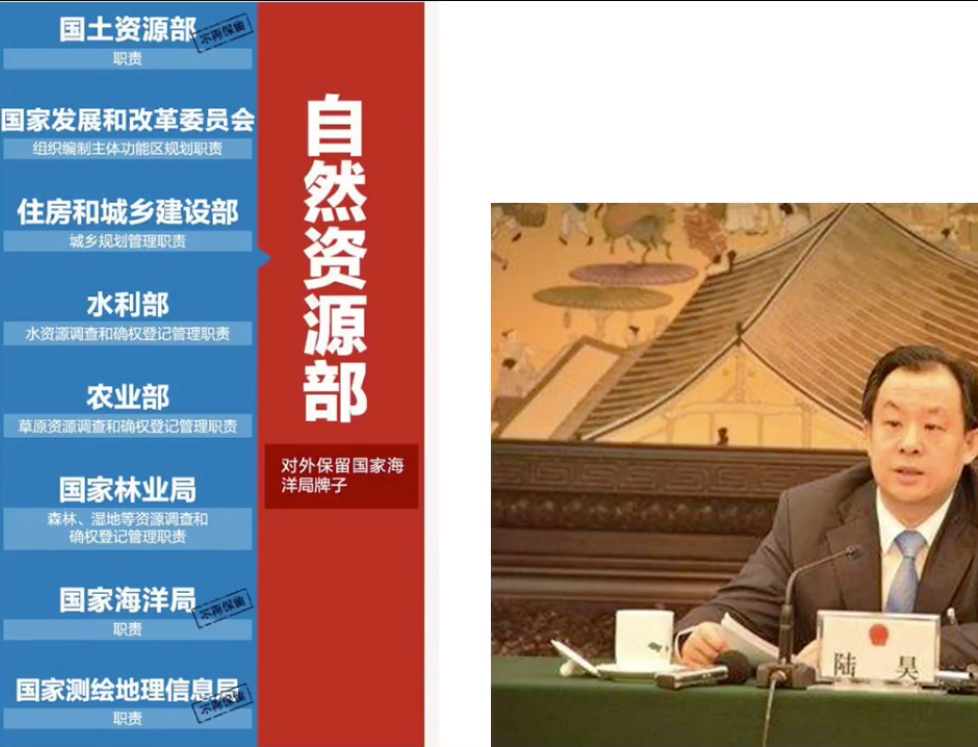 国土资源部
不再保留
职责
国家发展和改革委员会
组织编制主体功能区规划职责
住房和城乡建设部
城乡规划管理职责
水利部
水资源调查和确权登记管理职责
农业部
草原资源调查和确权登记管理职责
国家林业局
森林、湿地等资源调查和
确权登记管理职责
国家海洋局
不再保留
职责
国家测绘地理信息局
不再保留
职责
自然资源部
对外保留国家海
洋局牌子
陆 昊